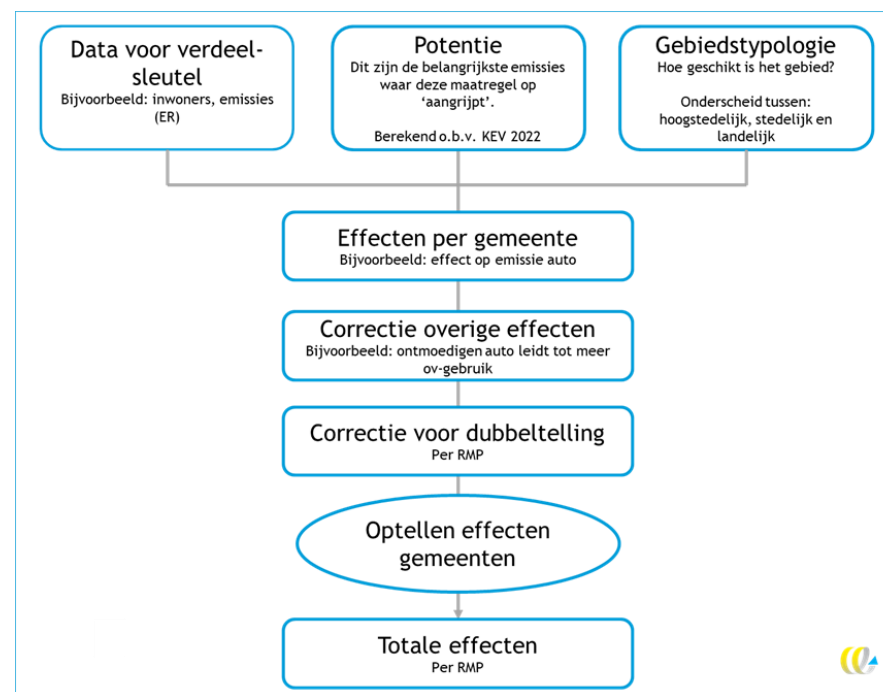 Data voor verdeel-
sleutel
Bijvoorbeeld: inwoners, emissies
(ER)
Potentie
Dit zijn de belangrijkste emissies
waar deze maatregel op
‘aangrijpt’.
Berekend o.b.v. KEV 2022
Gebiedstypologie
Hoe geschikt is het gebied?
Onderscheid tussen:
hoogstedelijk, stedelijk en
landelijk
Effecten per gemeente
Bijvoorbeeld: effect op emissie auto
Correctie overige effecten
Bijvoorbeeld: ontmoedigen auto leidt tot meer
ov-gebruik
Correctie voor dubbeltelling
Per RMP
Optellen effecten
gemeenten
Totale effecten
Per RMP